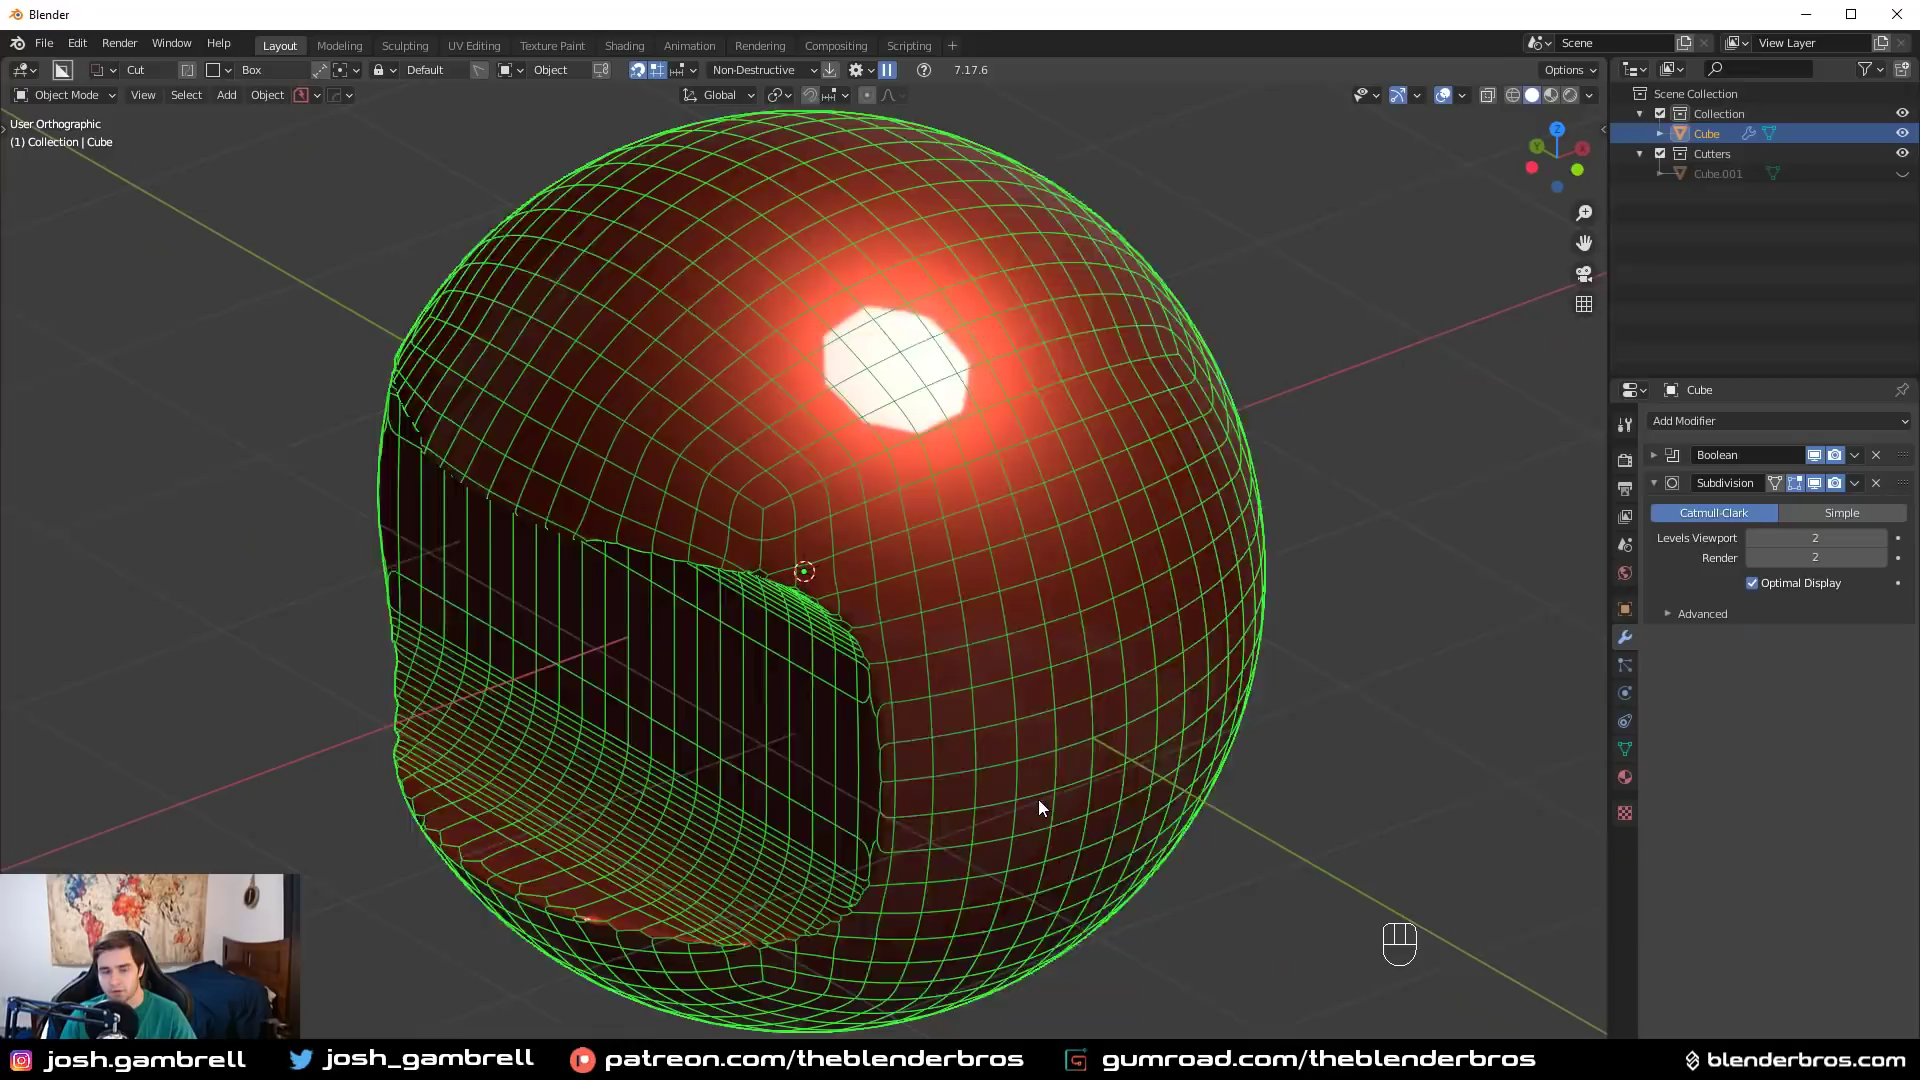 Blender
File Edit Render Window Help
Layout Modeling Sculpting UV Editing Texture Paint Shading Animation Rendering Compositing Scripting +
Scene
View Layer
Cut Box Default Object Non-Destructive 7.17.6
Options
Object Mode View Select Add Object
Global
User Orthographic
(1) Collection | Cube
Z
Y
X
Scene Collection
Collection
Cube
Cutters
Cube.001
Cube
Add Modifier
Boolean
Subdivision
Catmull-Clark Simple
Levels Viewport 2
Render 2
Optimal Display
Advanced
josh.gambrell josh_gambrell patreon.com/theblenderbros gumroad.com/theblenderbros blenderbros.com